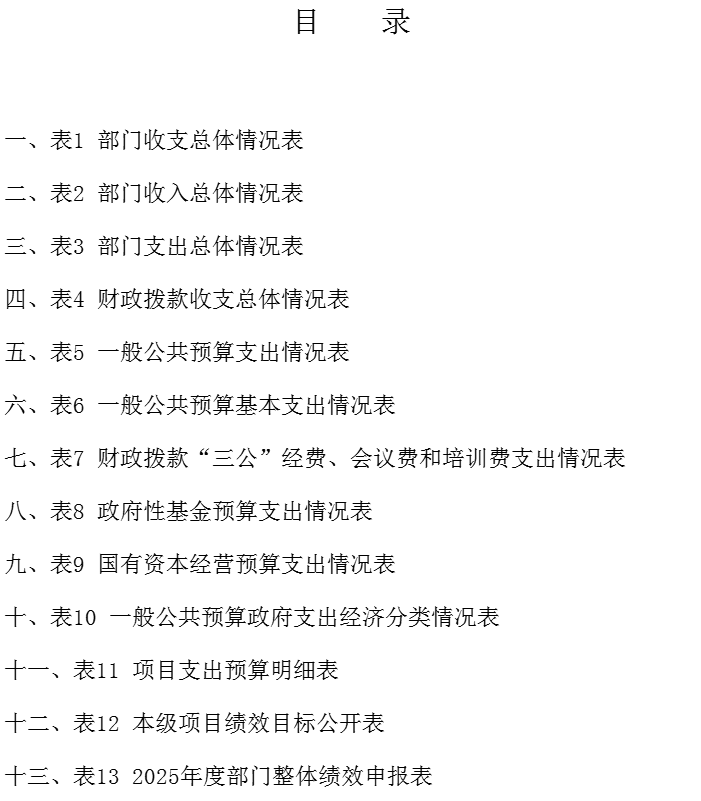 目 录
一、表1 部门收支总体情况表
二、表2 部门收入总体情况表
三、表3 部门支出总体情况表
四、表4 财政拨款收支总体情况表
五、表5 一般公共预算支出情况表
六、表6 一般公共预算基本支出情况表
七、表7 财政拨款“三公”经费、会议费和培训费支出情况表
八、表8 政府性基金预算支出情况表
九、表9 国有资本经营预算支出情况表
十、表10 一般公共预算政府支出经济分类情况表
十一、表11 项目支出预算明细表
十二、表12 本级项目绩效目标公开表
十三、表13 2025年度部门整体绩效申报表